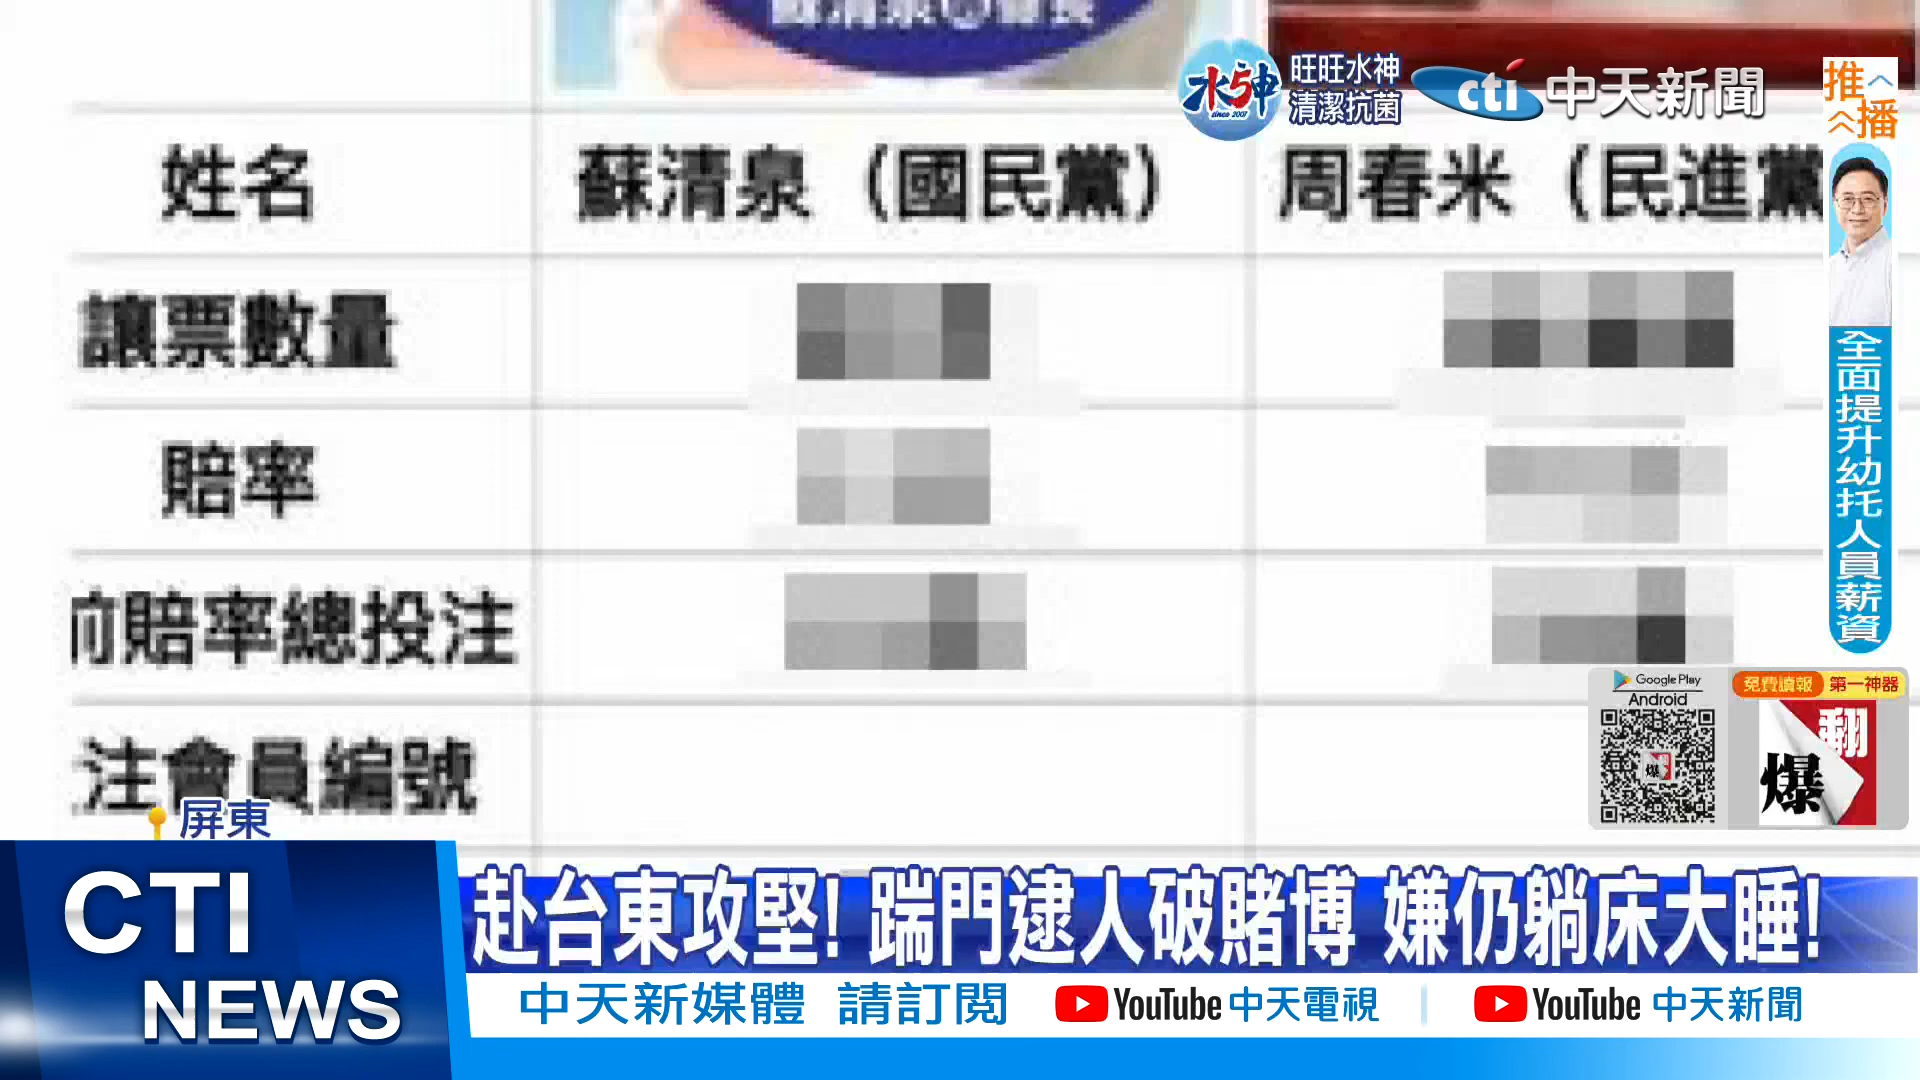 水神
since 2007
旺旺水神
清潔抗菌
cti 中天新聞
推播
姓名 蘇清泉（國民黨） 周春米（民進黨
讓票數量
賠率
前賠率總投注
注會員編號
全面提升幼托人員薪資
Google Play
Android
免費讀報 第一神器
翻爆
屏東
CTI NEWS
赴台東攻堅! 踹門逮人破賭博 嫌仍躺床大睡!
中天新媒體 請訂閱 YouTube 中天電視 YouTube 中天新聞